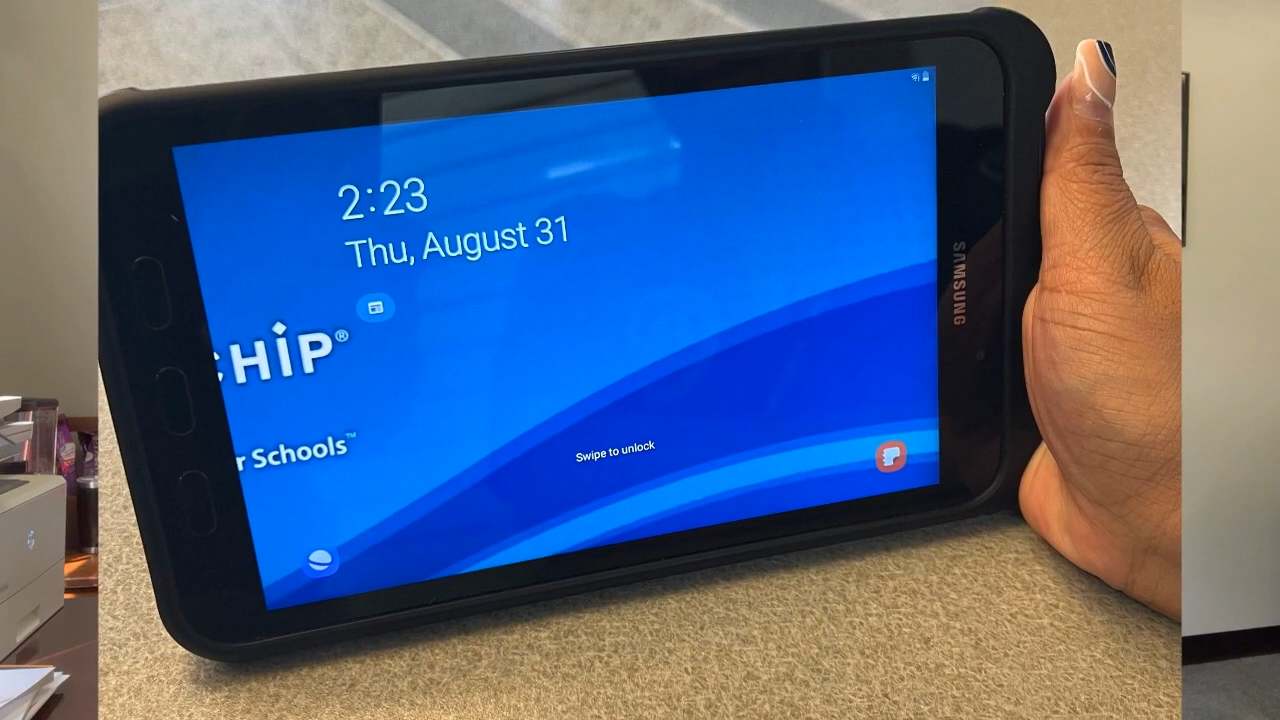 2:23
Thu, August 31
CHIP®
r Schools™
Swipe to unlock
SAMSUNG